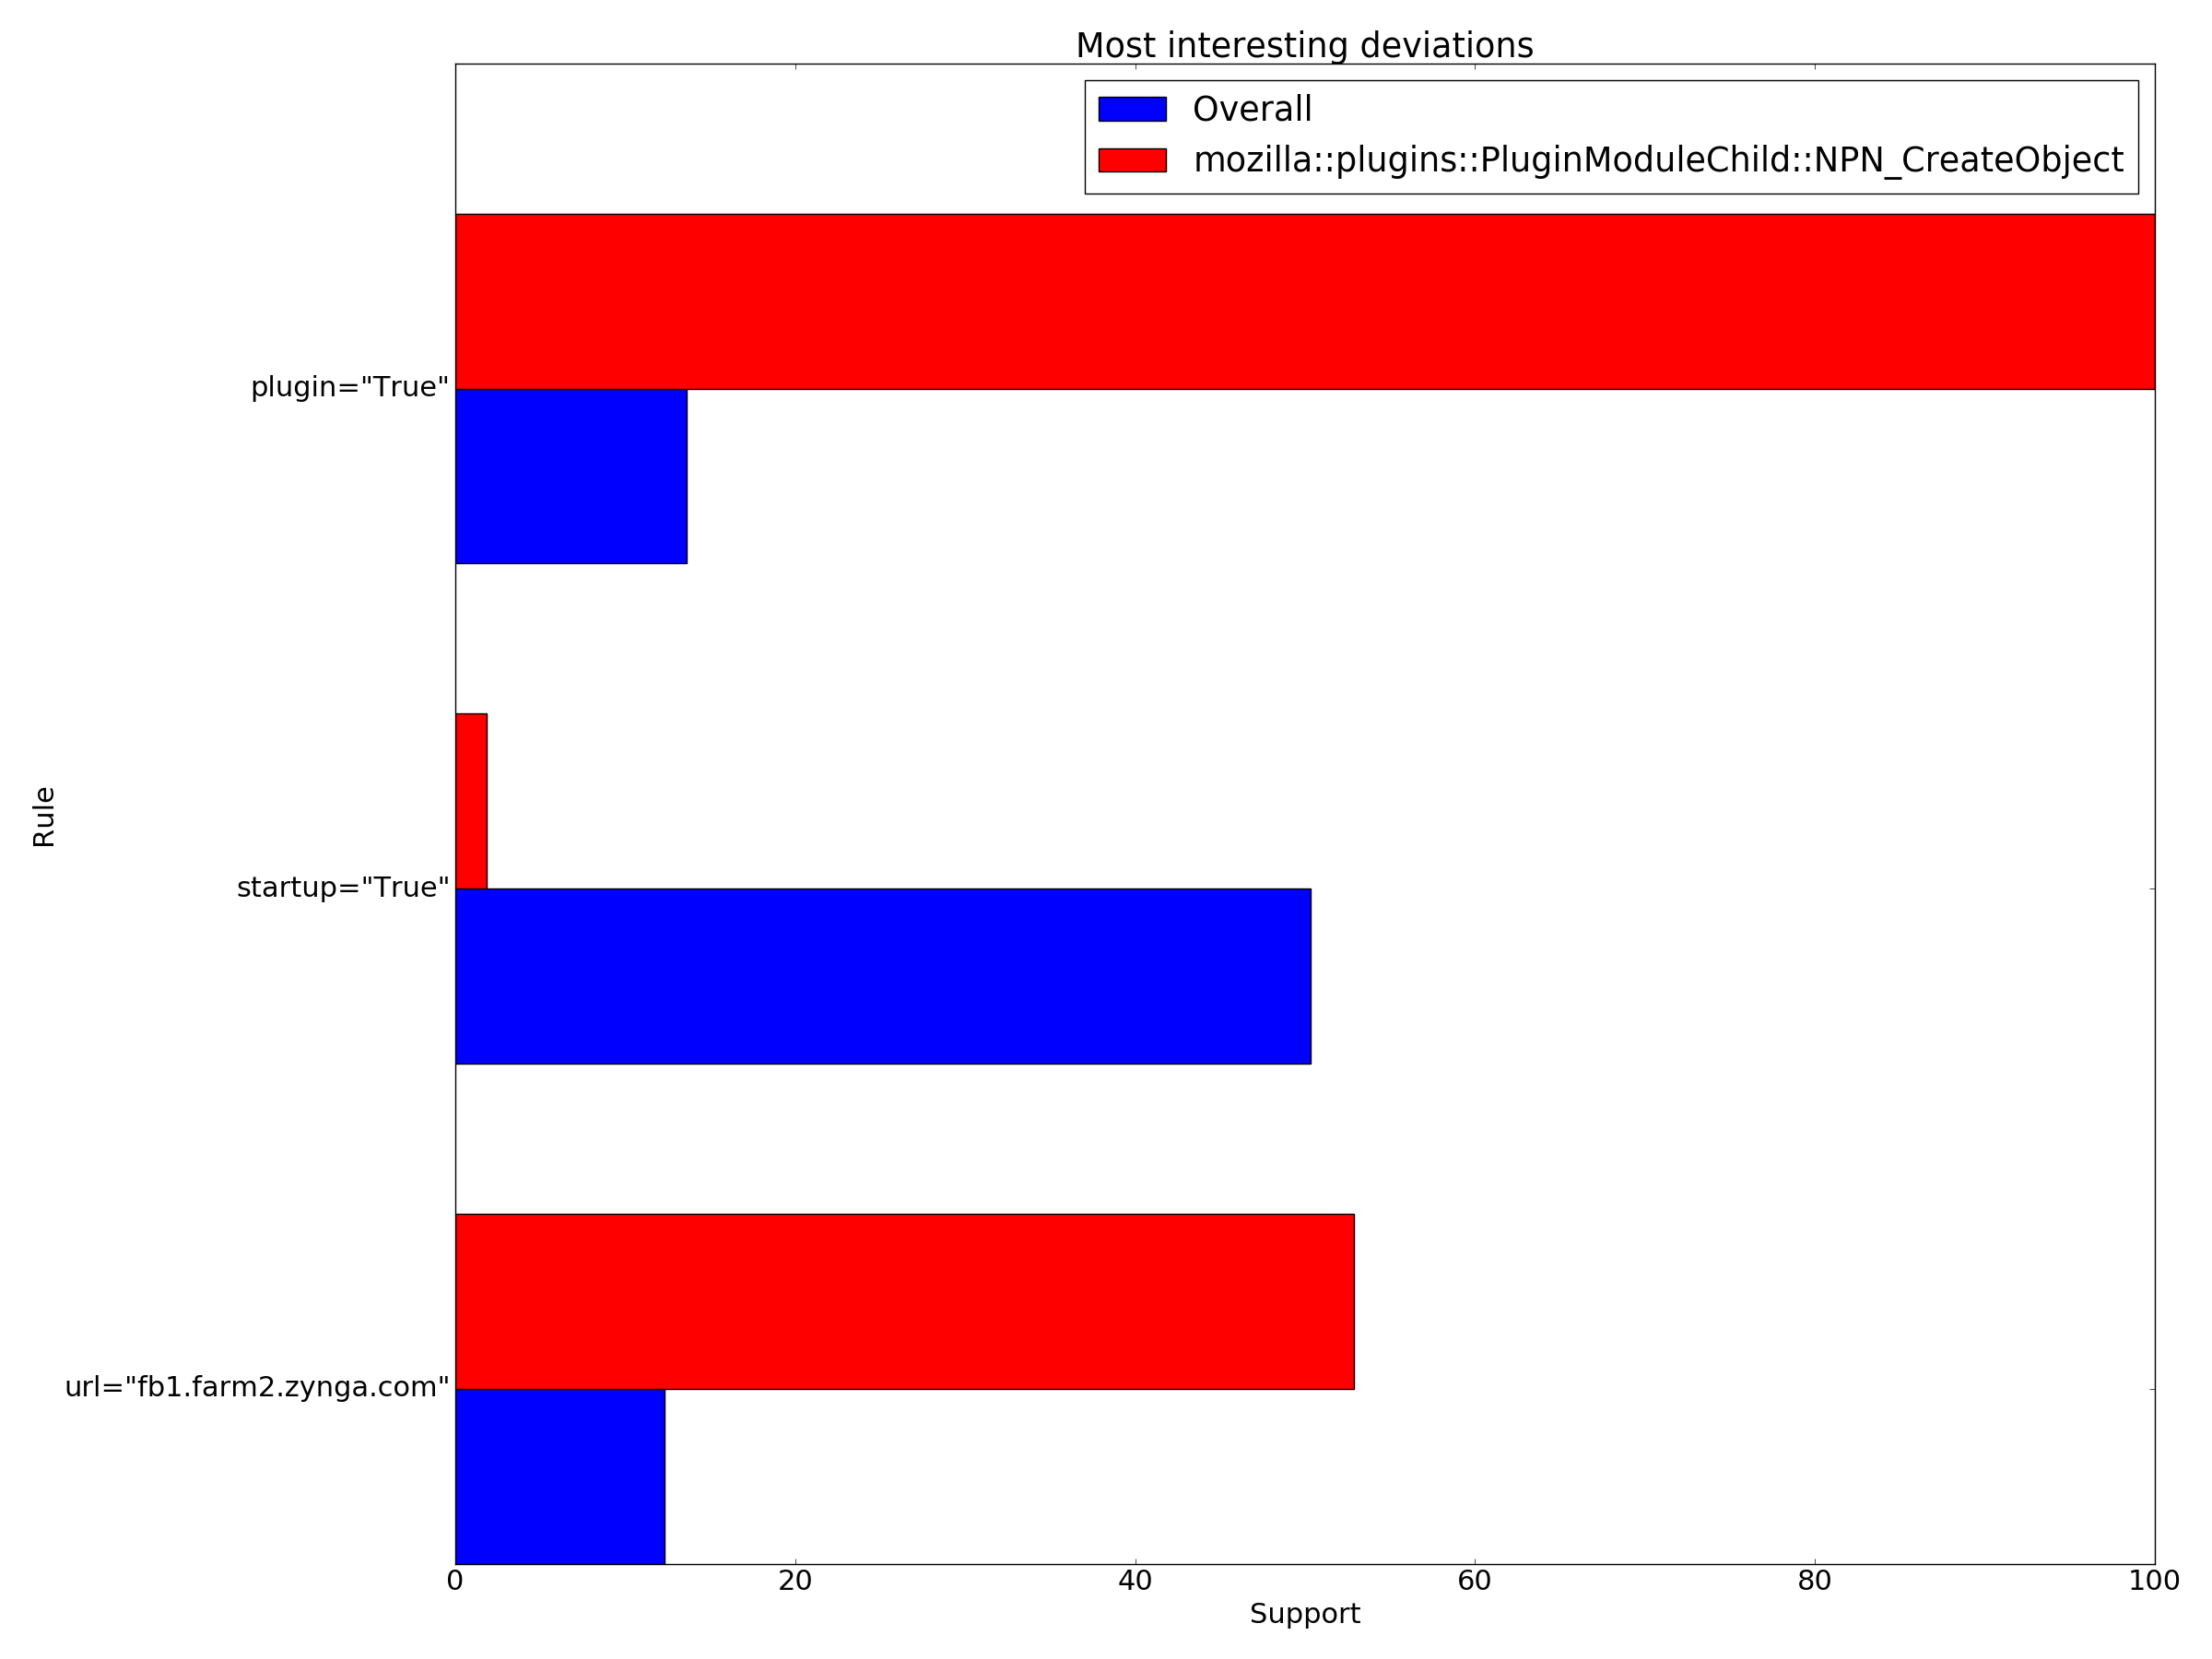 Most interesting deviations
Overall
mozilla::plugins::PluginModuleChild::NPN_CreateObject
plugin="True"
startup="True"
url="fb1.farm2.zynga.com"
Rule
0 20 40 60 80 100
Support